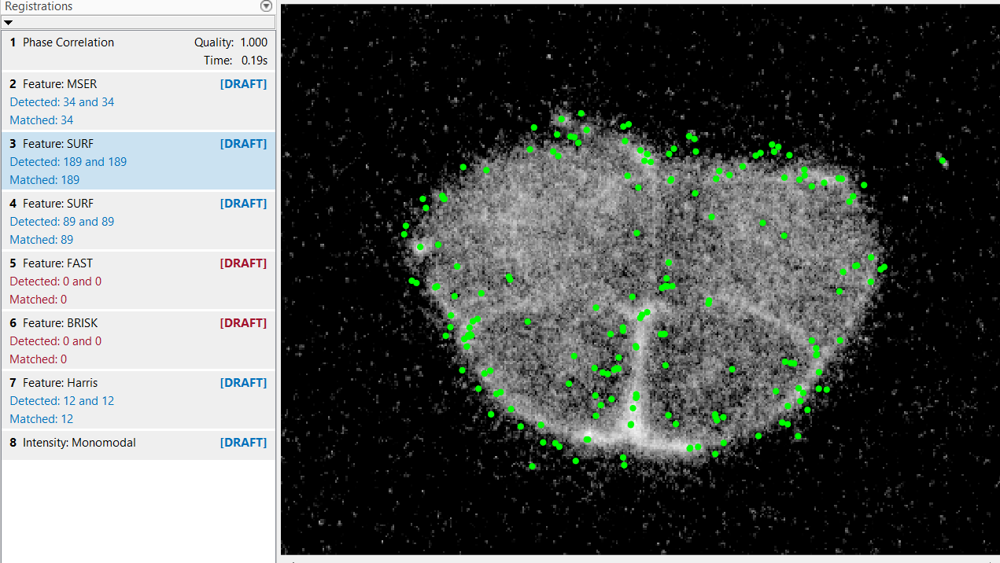 Registrations
1 Phase Correlation Quality: 1.000
Time: 0.19s
2 Feature: MSER [DRAFT]
Detected: 34 and 34
Matched: 34
3 Feature: SURF [DRAFT]
Detected: 189 and 189
Matched: 189
4 Feature: SURF [DRAFT]
Detected: 89 and 89
Matched: 89
5 Feature: FAST [DRAFT]
Detected: 0 and 0
Matched: 0
6 Feature: BRISK [DRAFT]
Detected: 0 and 0
Matched: 0
7 Feature: Harris [DRAFT]
Detected: 12 and 12
Matched: 12
8 Intensity: Monomodal [DRAFT]